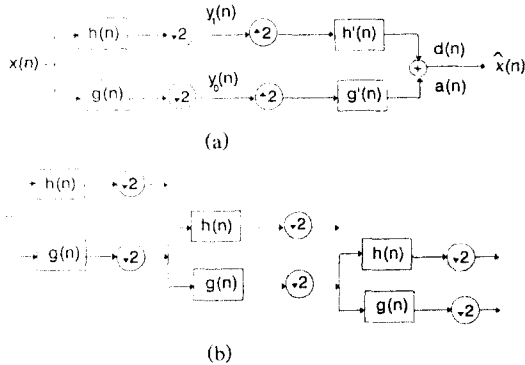 h(n) ▾2 y₁(n) ▴2 h'(n)
x(n) d(n) + x̂(n)
a(n)
g(n) ▾2 y₀(n) ▴2 g'(n)
(a)
h(n) ▾2
h(n) ▾2
g(n) ▾2 h(n) ▾2
g(n) ▾2
g(n) ▾2
(b)